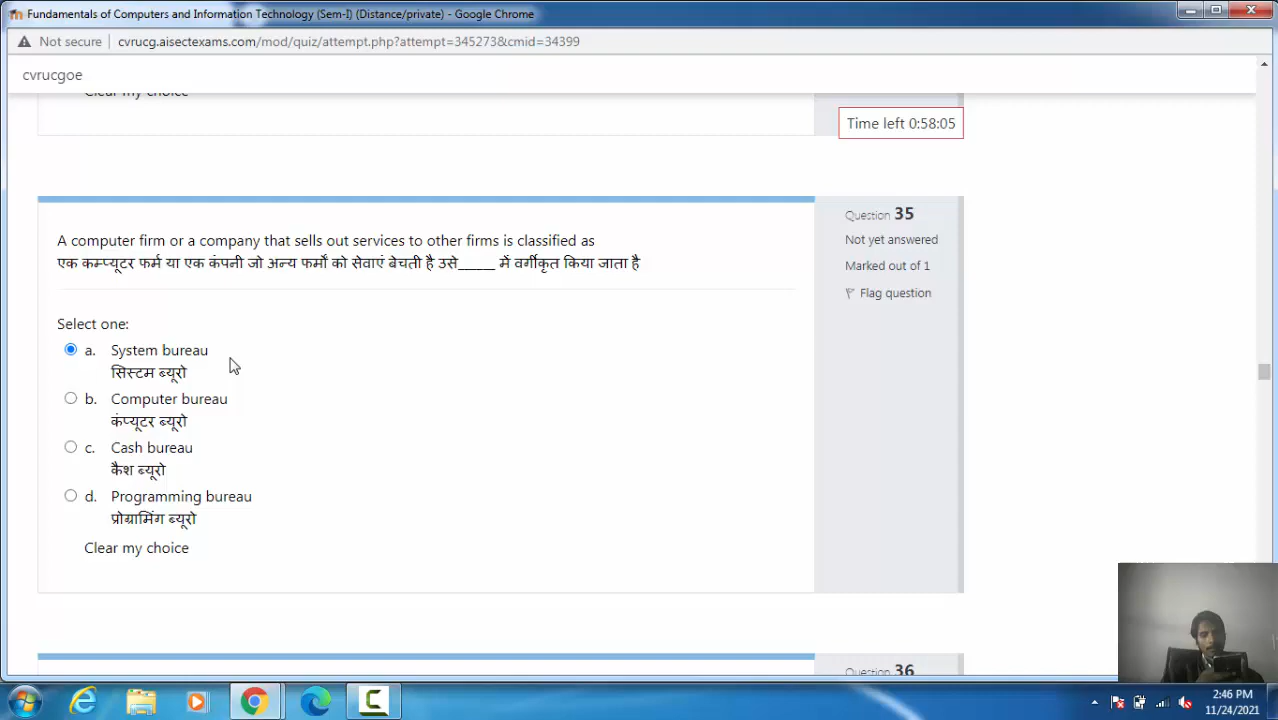 Fundamentals of Computers and Information Technology (Sem-I) (Distance/private) - Google Chrome
Not secure | cvrucg.aisectexams.com/mod/quiz/attempt.php?attempt=345273&cmid=34399
cvrucgoe
Clear my choice
Time left 0:58:05
Question 35
Not yet answered
Marked out of 1
Flag question
A computer firm or a company that sells out services to other firms is classified as
एक कम्प्यूटर फर्म या एक कंपनी जो अन्य फर्मों को सेवाएं बेचती है उसे______ में वर्गीकृत किया जाता है
Select one:
a. System bureau
सिस्टम ब्यूरो
b. Computer bureau
कंप्यूटर ब्यूरो
c. Cash bureau
कैश ब्यूरो
d. Programming bureau
प्रोग्रामिंग ब्यूरो
Clear my choice
Question 36
2:46 PM
11/24/2021